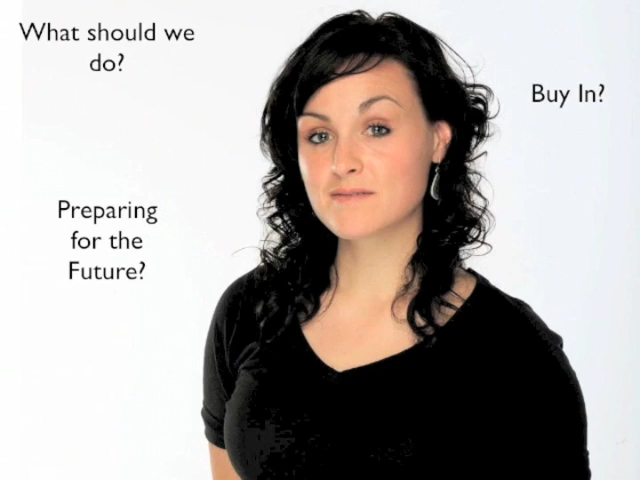 What should we
do?
Buy In?
Preparing
for the
Future?